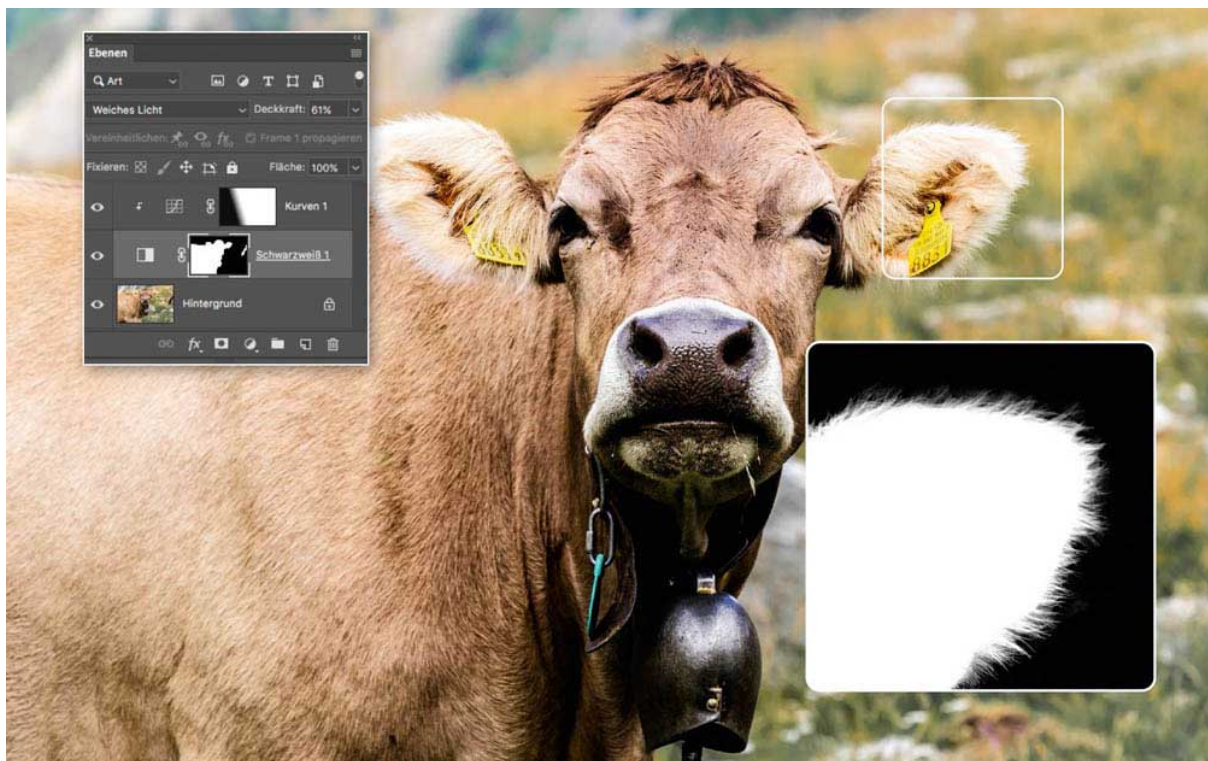 Ebenen
Art
Weiches Licht Deckkraft: 61%
Vereinheitlichen: Frame 1 propagieren
Fixieren: Fläche: 100%
Kurven 1
Schwarzweiß 1
Hintergrund